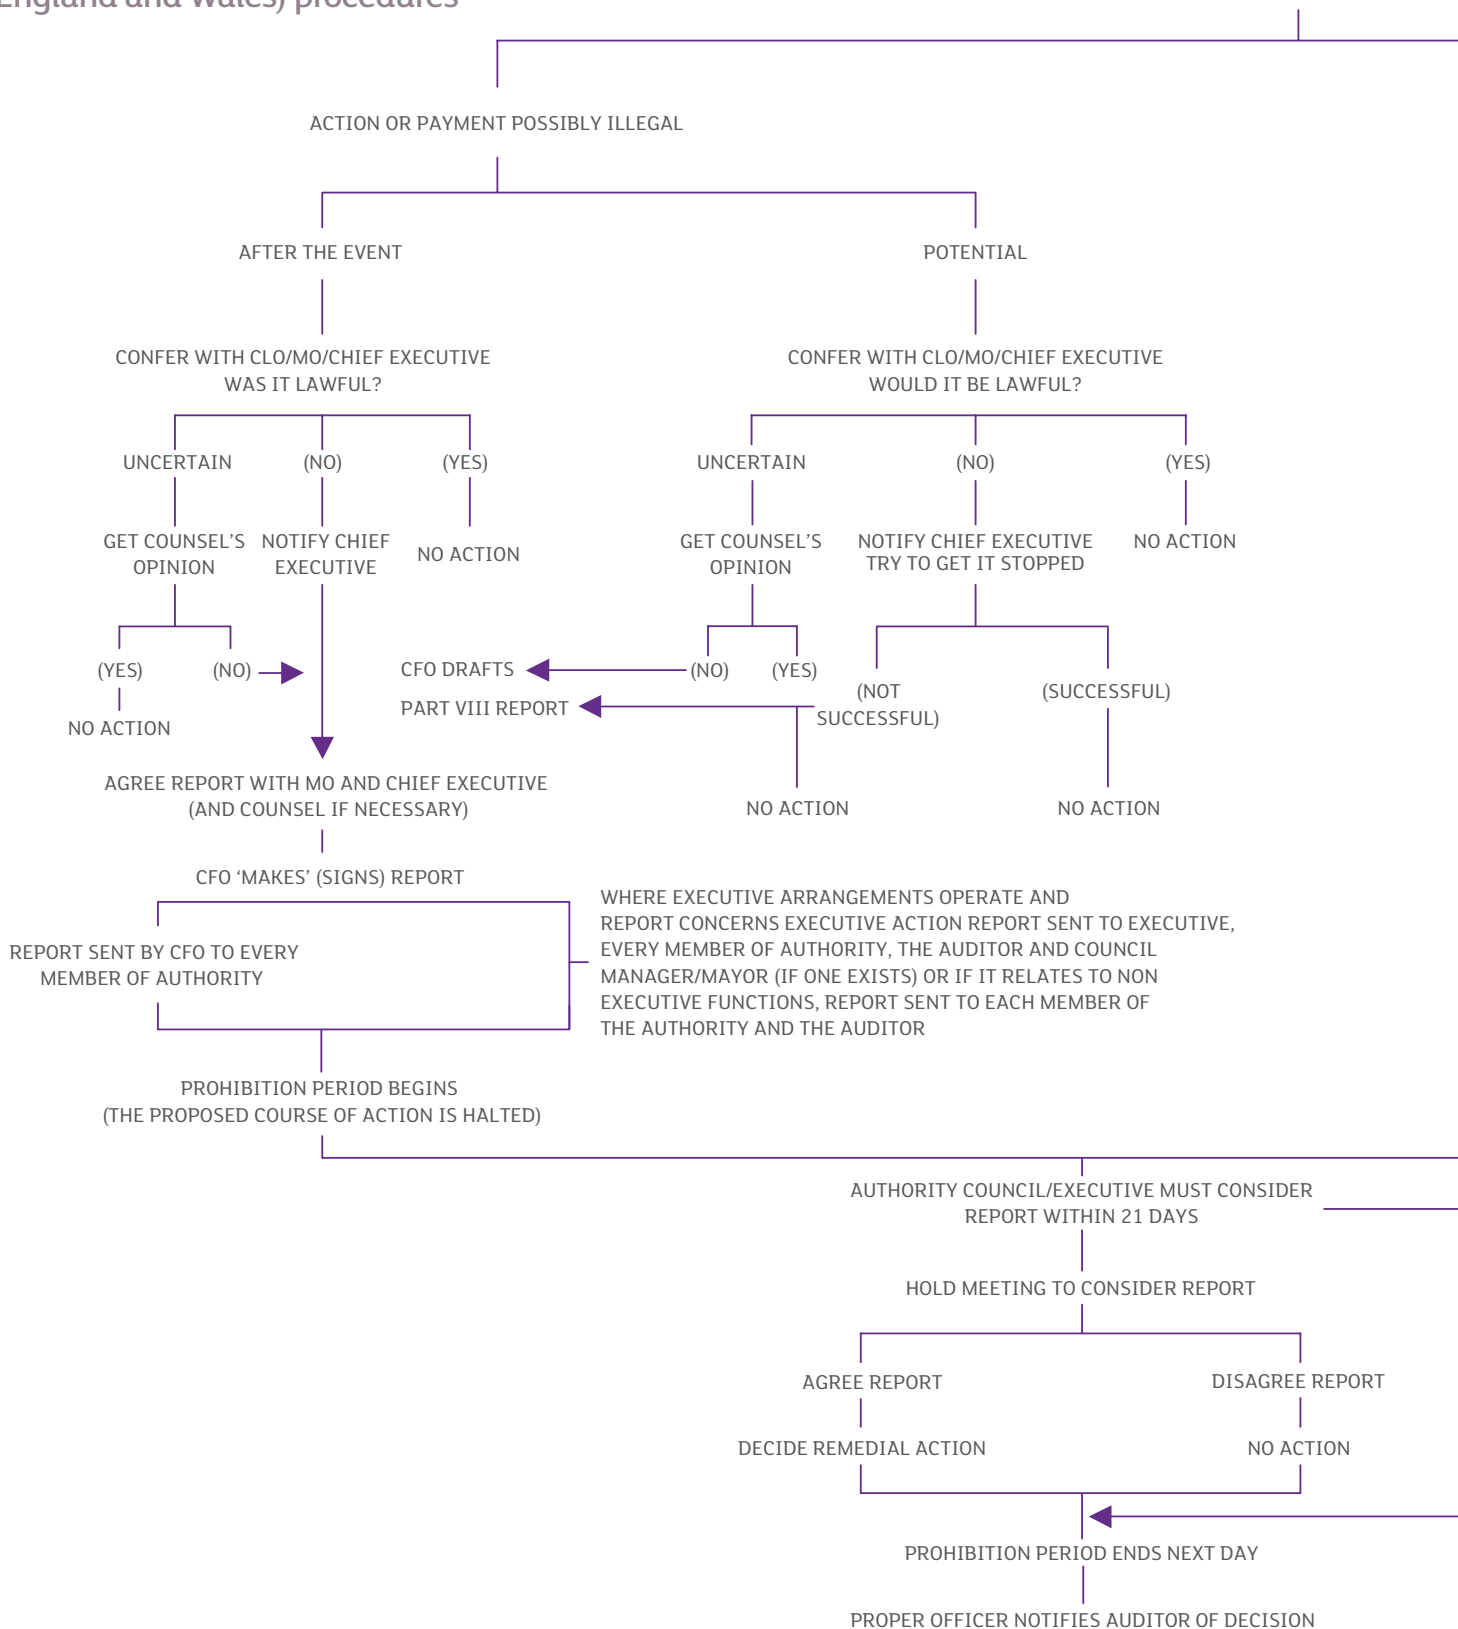 England and Wales) procedures
ACTION OR PAYMENT POSSIBLY ILLEGAL
AFTER THE EVENT
POTENTIAL
CONFER WITH CLO/MO/CHIEF EXECUTIVE
WAS IT LAWFUL?
CONFER WITH CLO/MO/CHIEF EXECUTIVE
WOULD IT BE LAWFUL?
UNCERTAIN
(NO)
(YES)
UNCERTAIN
(NO)
(YES)
GET COUNSEL'S
OPINION
NOTIFY CHIEF
EXECUTIVE
NO ACTION
GET COUNSEL'S
OPINION
NOTIFY CHIEF EXECUTIVE
TRY TO GET IT STOPPED
NO ACTION
(YES)
(NO)
CFO DRAFTS
PART VIII REPORT
(NO)
(YES)
(NOT
SUCCESSFUL)
(SUCCESSFUL)
NO ACTION
AGREE REPORT WITH MO AND CHIEF EXECUTIVE
(AND COUNSEL IF NECESSARY)
NO ACTION
NO ACTION
CFO ‘MAKES’ (SIGNS) REPORT
REPORT SENT BY CFO TO EVERY
MEMBER OF AUTHORITY
WHERE EXECUTIVE ARRANGEMENTS OPERATE AND
REPORT CONCERNS EXECUTIVE ACTION REPORT SENT TO EXECUTIVE,
EVERY MEMBER OF AUTHORITY, THE AUDITOR AND COUNCIL
MANAGER/MAYOR (IF ONE EXISTS) OR IF IT RELATES TO NON
EXECUTIVE FUNCTIONS, REPORT SENT TO EACH MEMBER OF
THE AUTHORITY AND THE AUDITOR
PROHIBITION PERIOD BEGINS
(THE PROPOSED COURSE OF ACTION IS HALTED)
AUTHORITY COUNCIL/EXECUTIVE MUST CONSIDER
REPORT WITHIN 21 DAYS
HOLD MEETING TO CONSIDER REPORT
AGREE REPORT
DISAGREE REPORT
DECIDE REMEDIAL ACTION
NO ACTION
PROHIBITION PERIOD ENDS NEXT DAY
PROPER OFFICER NOTIFIES AUDITOR OF DECISION